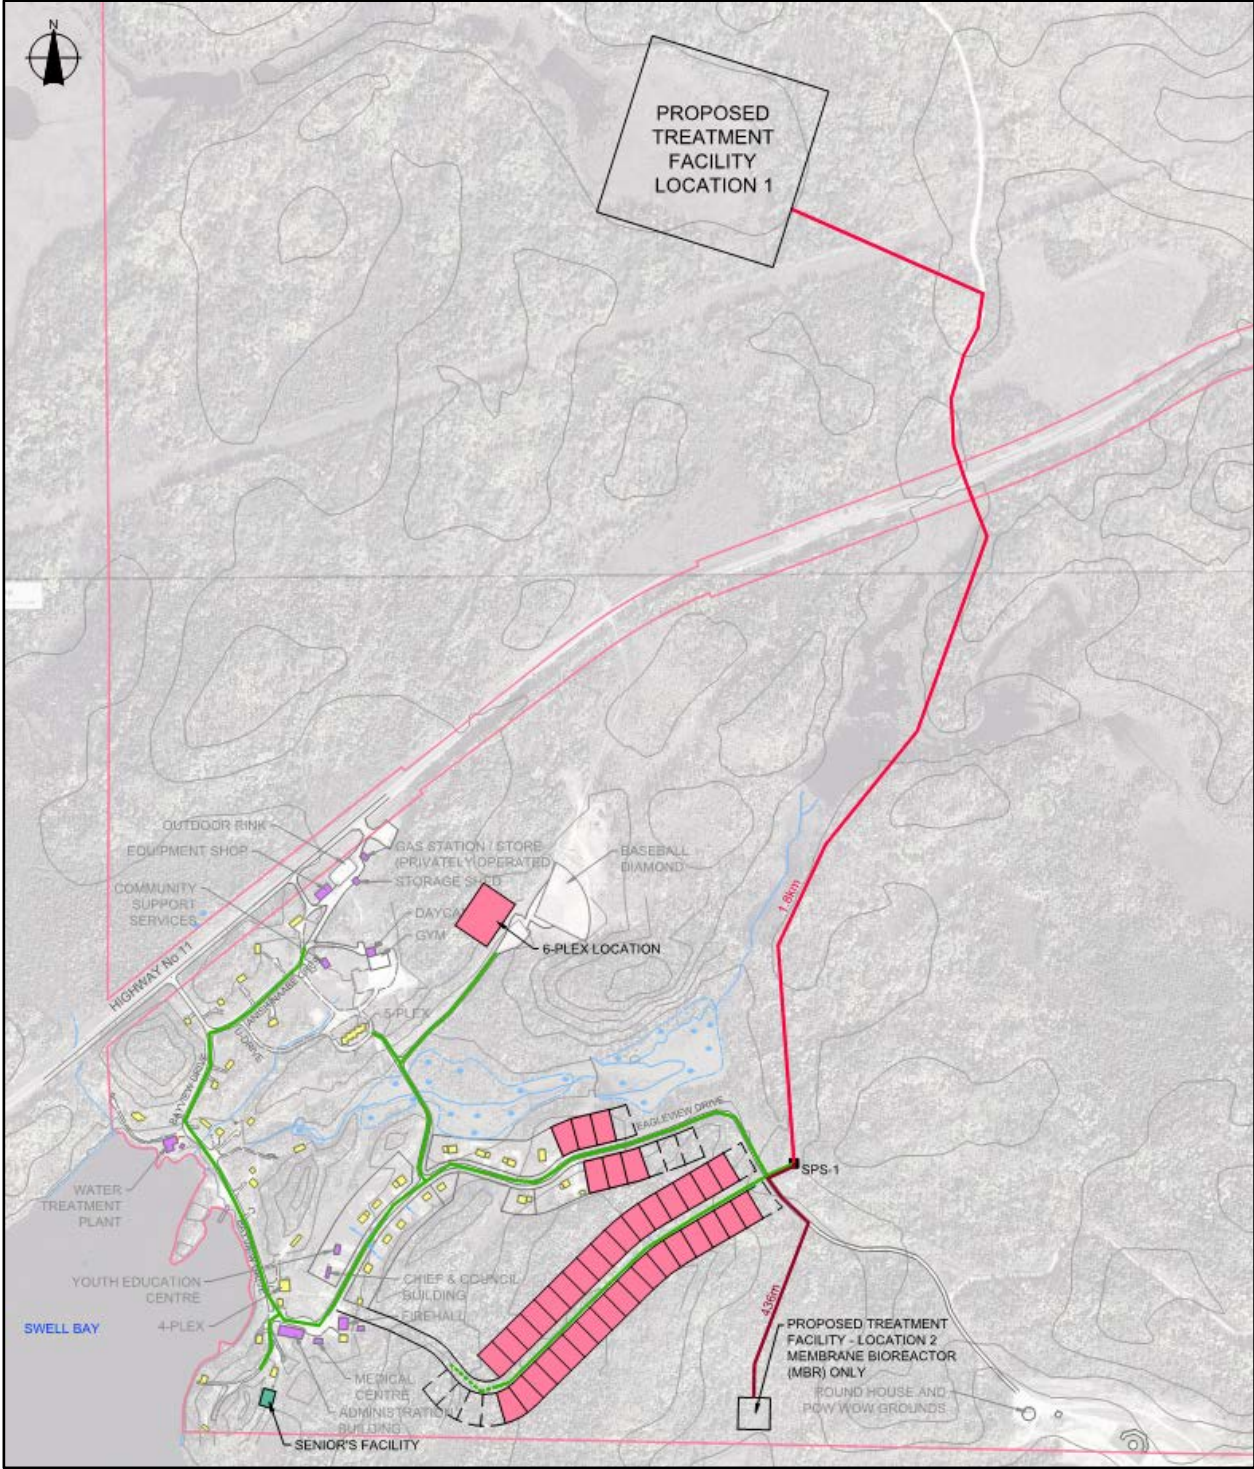 N
PROPOSED
TREATMENT
FACILITY
LOCATION 1
OUTDOOR RINK
EQUIPMENT SHOP
GAS STATION / STORE
(PRIVATELY OPERATED
STORAGE SHED
BASEBALL
DIAMOND
COMMUNITY
SUPPORT
SERVICES
1.8km
GYM
6-PLEX LOCATION
HIGHWAY No 11
5-PLEX
U-DRIVE
BAYVIEW DRIVE
EAGLEVIEW DRIVE
SPS-1
WATER
TREATMENT
PLANT
YOUTH EDUCATION
CENTRE
CHIEF & COUNCIL
BUILDING
FIREHALL
4-PLEX
SWELL BAY
436m
PROPOSED TREATMENT
FACILITY - LOCATION 2
MEMBRANE BIOREACTOR
(MBR) ONLY
MEDICAL
CENTRE
ADMINISTRATION
BUILDING
ROUND HOUSE AND
POW WOW GROUNDS
SENIOR'S FACILITY